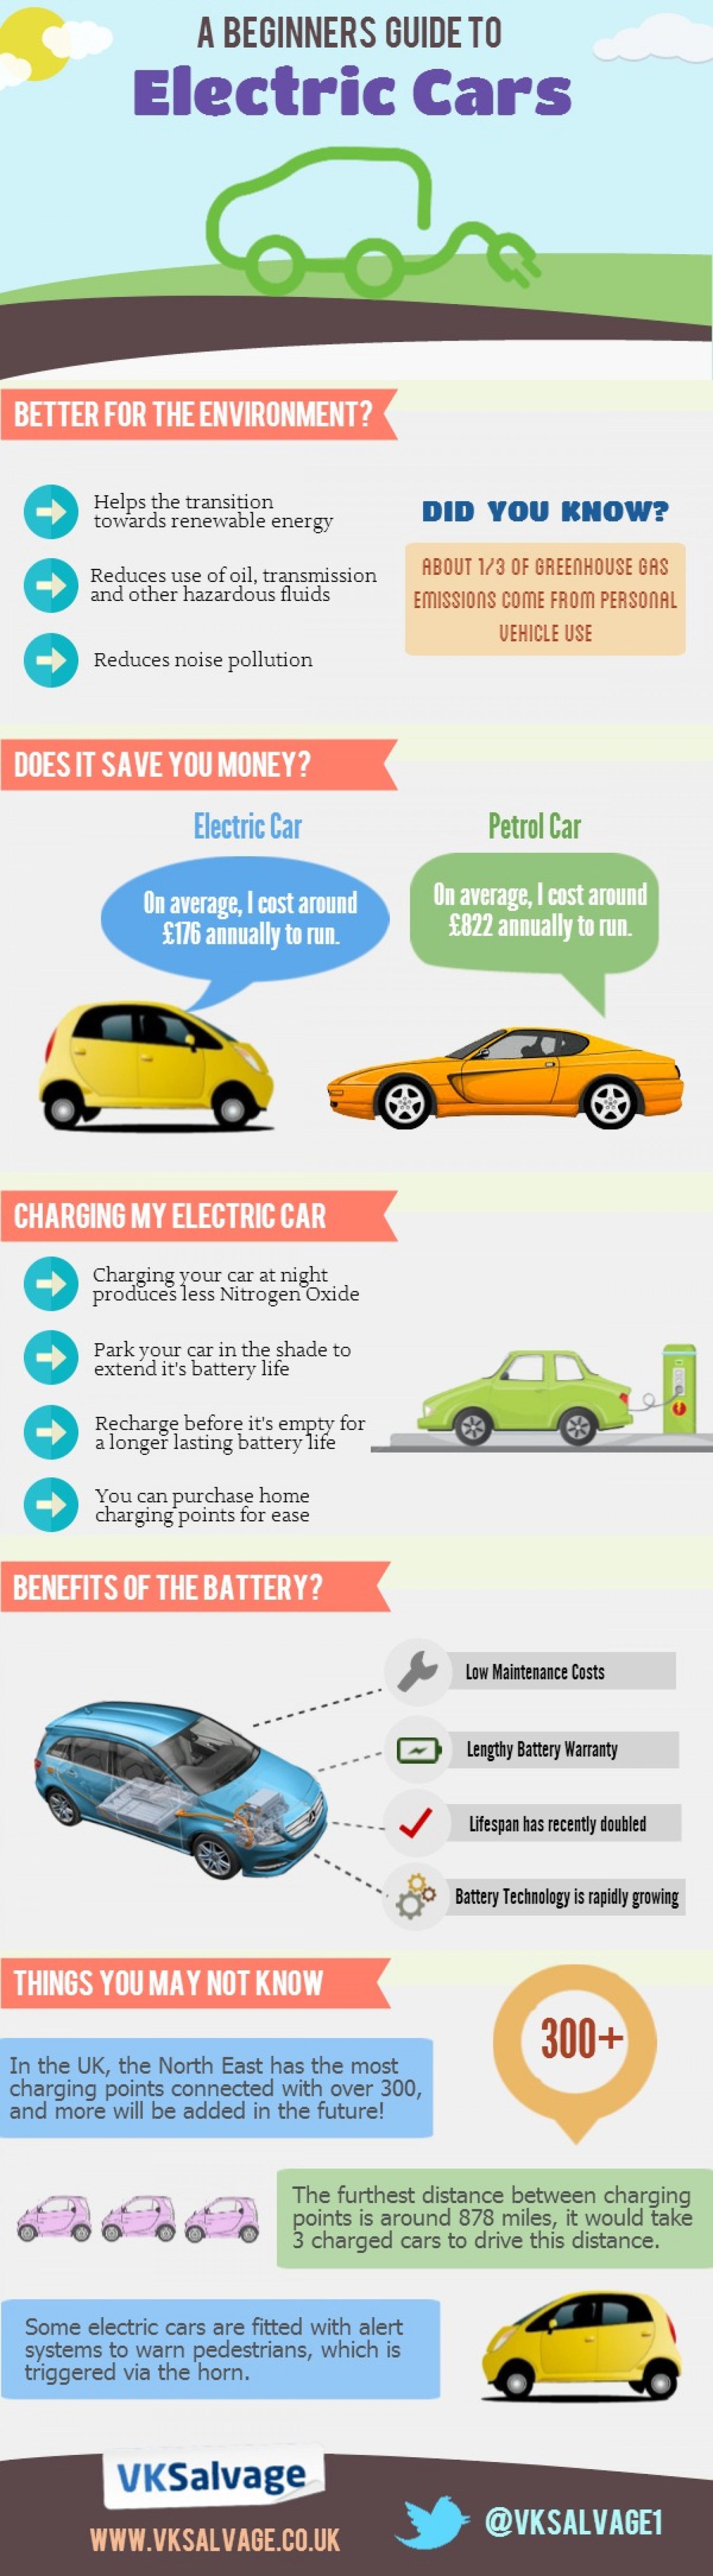 A BEGINNERS GUIDE TO
Electric Cars
BETTER FOR THE ENVIRONMENT?
Helps the transition
towards renewable energy
Reduces use of oil, transmission
and other hazardous fluids
Reduces noise pollution
DID YOU KNOW?
ABOUT 1/3 OF GREENHOUSE GAS
EMISSIONS COME FROM PERSONAL
VEHICLE USE
DOES IT SAVE YOU MONEY?
Electric Car
On average, I cost around
£176 annually to run.
Petrol Car
On average, I cost around
£822 annually to run.
CHARGING MY ELECTRIC CAR
Charging your car at night
produces less Nitrogen Oxide
Park your car in the shade to
extend it's battery life
Recharge before it's empty for
a longer lasting battery life
You can purchase home
charging points for ease
BENEFITS OF THE BATTERY?
Low Maintenance Costs
Lengthy Battery Warranty
Lifespan has recently doubled
Battery Technology is rapidly growing
THINGS YOU MAY NOT KNOW
300+
In the UK, the North East has the most
charging points connected with over 300,
and more will be added in the future!
The furthest distance between charging
points is around 878 miles, it would take
3 charged cars to drive this distance.
Some electric cars are fitted with alert
systems to warn pedestrians, which is
triggered via the horn.
VKSalvage
WWW.VKSALVAGE.CO.UK
@VKSALVAGE1